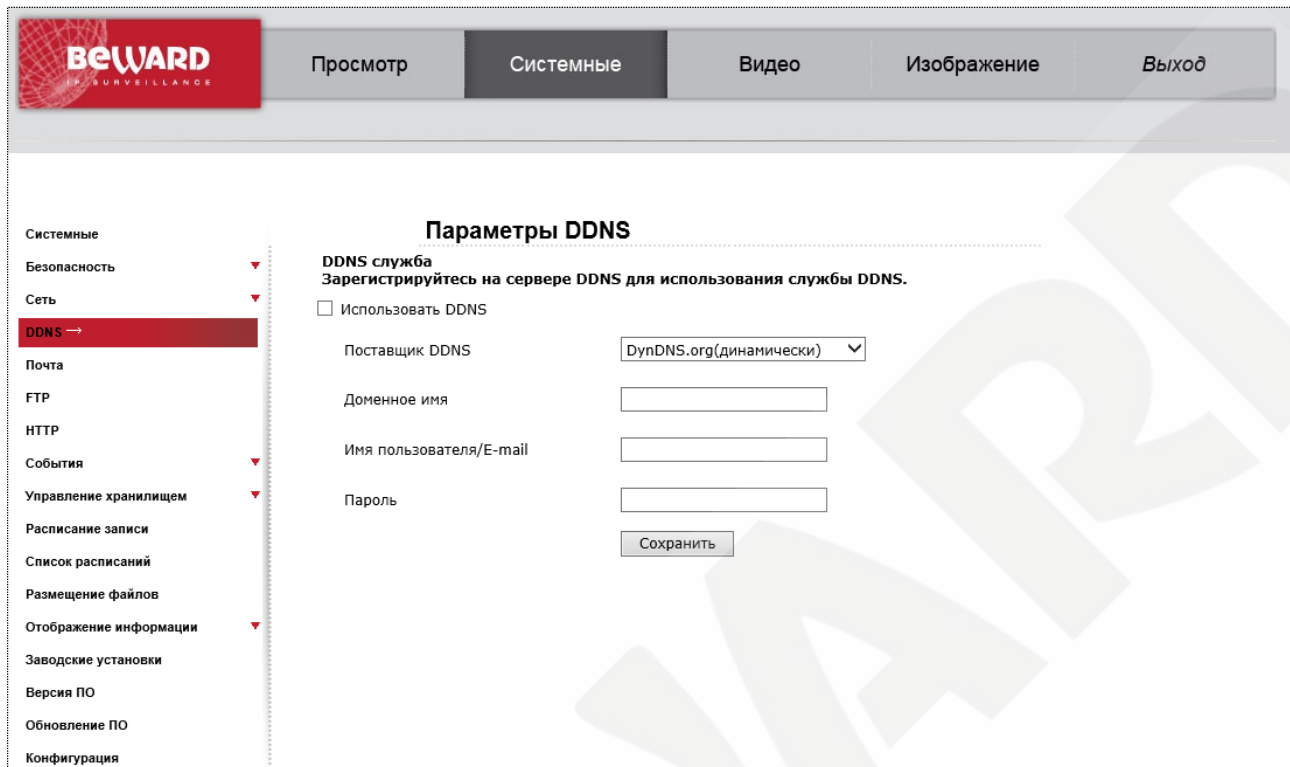 BEWARD
IP SURVEILLANCE
Просмотр
Системные
Видео
Изображение
Выход
Системные
Безопасность
Сеть
DDNS →
Почта
FTP
HTTP
События
Управление хранилищем
Расписание записи
Список расписаний
Размещение файлов
Отображение информации
Заводские установки
Версия ПО
Обновление ПО
Конфигурация
Параметры DDNS
DDNS служба
Зарегистрируйтесь на сервере DDNS для использования службы DDNS.
Использовать DDNS
Поставщик DDNS
DynDNS.org(динамически)
Доменное имя
Имя пользователя/E-mail
Пароль
Сохранить